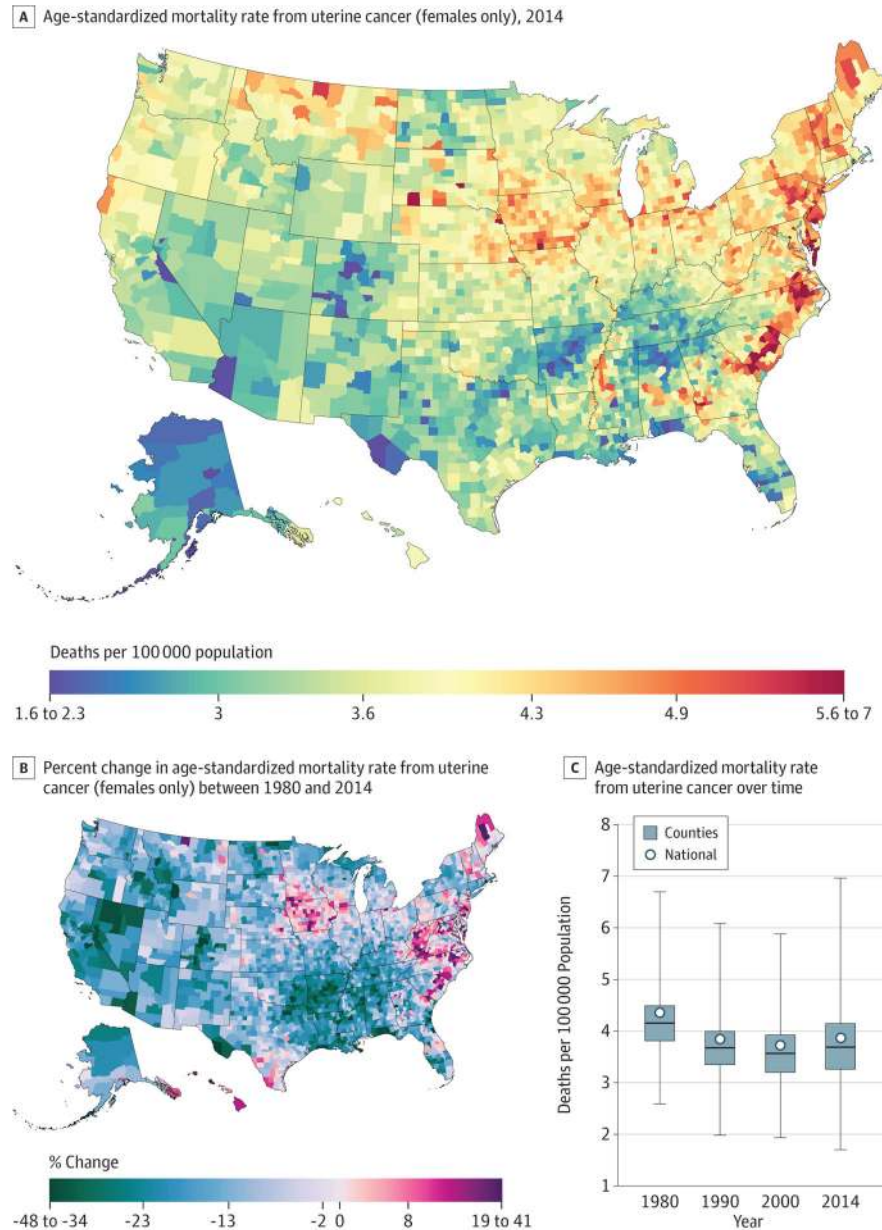 A Age-standardized mortality rate from uterine cancer (females only), 2014
Deaths per 100 000 population
1.6 to 2.3 3 3.6 4.3 4.9 5.6 to 7
B Percent change in age-standardized mortality rate from uterine
cancer (females only) between 1980 and 2014
% Change
-48 to -34 -23 -13 -2 0 8 19 to 41
C Age-standardized mortality rate
from uterine cancer over time
Counties
National
Deaths per 100 000 Population
8
7
6
5
4
3
2
1
1980 1990 2000 2014
Year